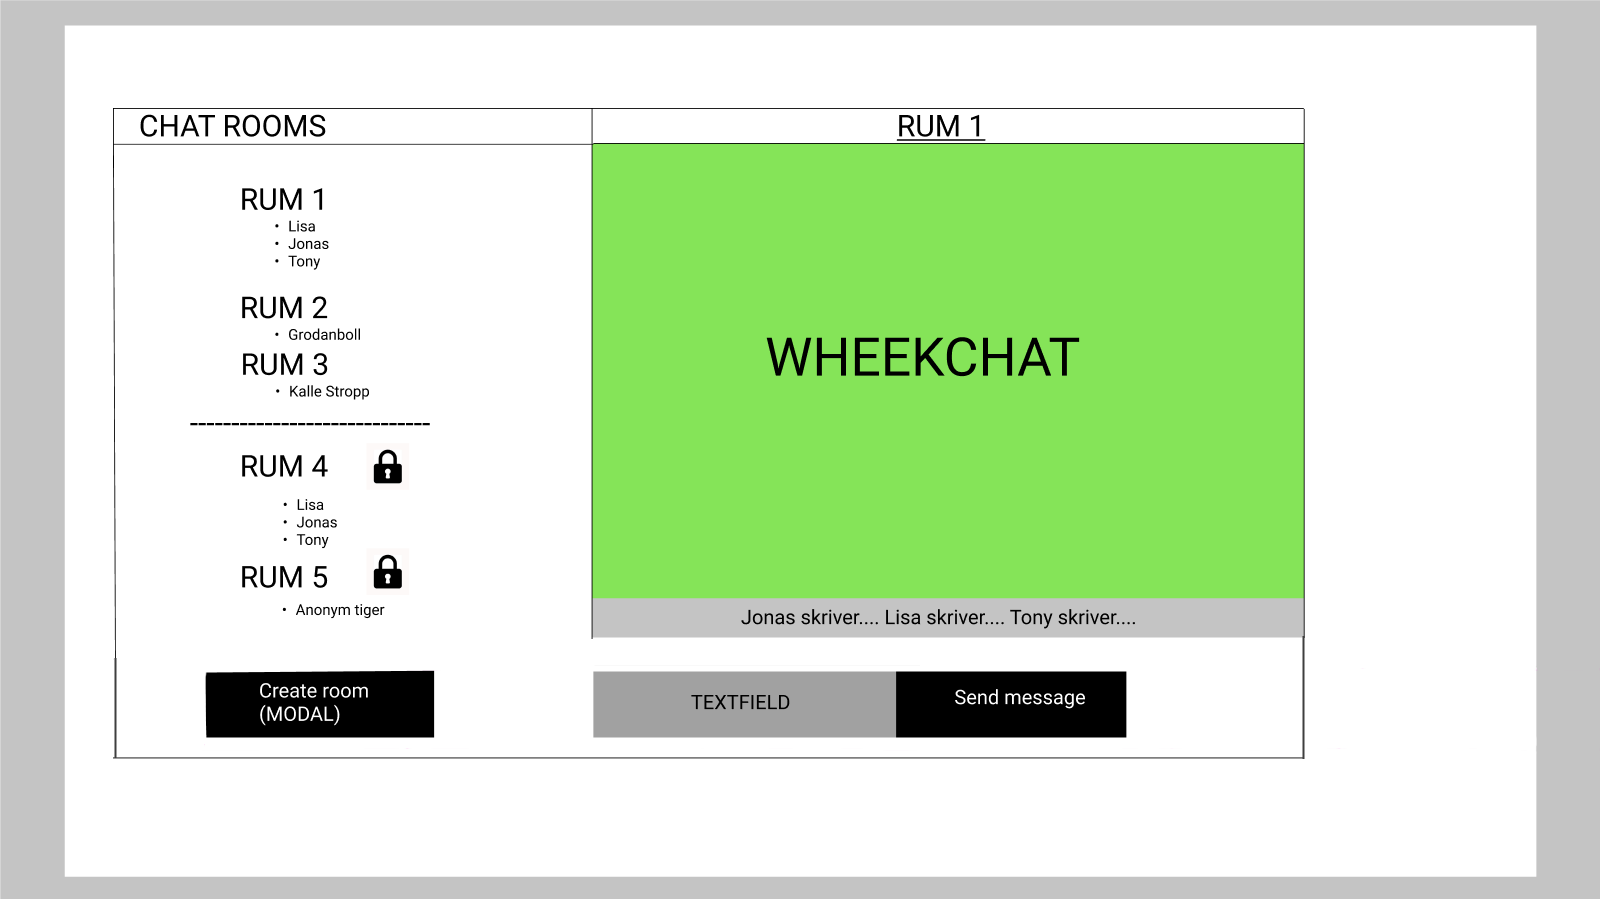 CHAT ROOMS
RUM 1
• Lisa
• Jonas
• Tony
RUM 2
• Grodanboll
RUM 3
• Kalle Stropp
-----------------------------
RUM 4
• Lisa
• Jonas
• Tony
RUM 5
• Anonym tiger
Create room
(MODAL)
RUM 1
WHEEKCHAT
Jonas skriver.... Lisa skriver.... Tony skriver....
TEXTFIELD
Send message